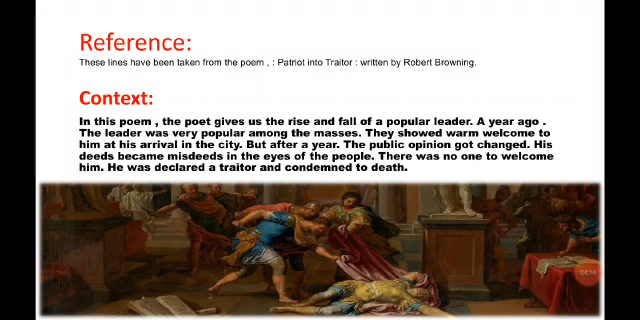 Reference:
These lines have been taken from the poem , : Patriot into Traitor : written by Robert Browning.
Context:
In this poem , the poet gives us the rise and fall of a popular leader. A year ago .
The leader was very popular among the masses. They showed warm welcome to
him at his arrival in the city. But after a year. The public opinion got changed. His
deeds became misdeeds in the eyes of the people. There was no one to welcome
him. He was declared a traitor and condemned to death.
04:14